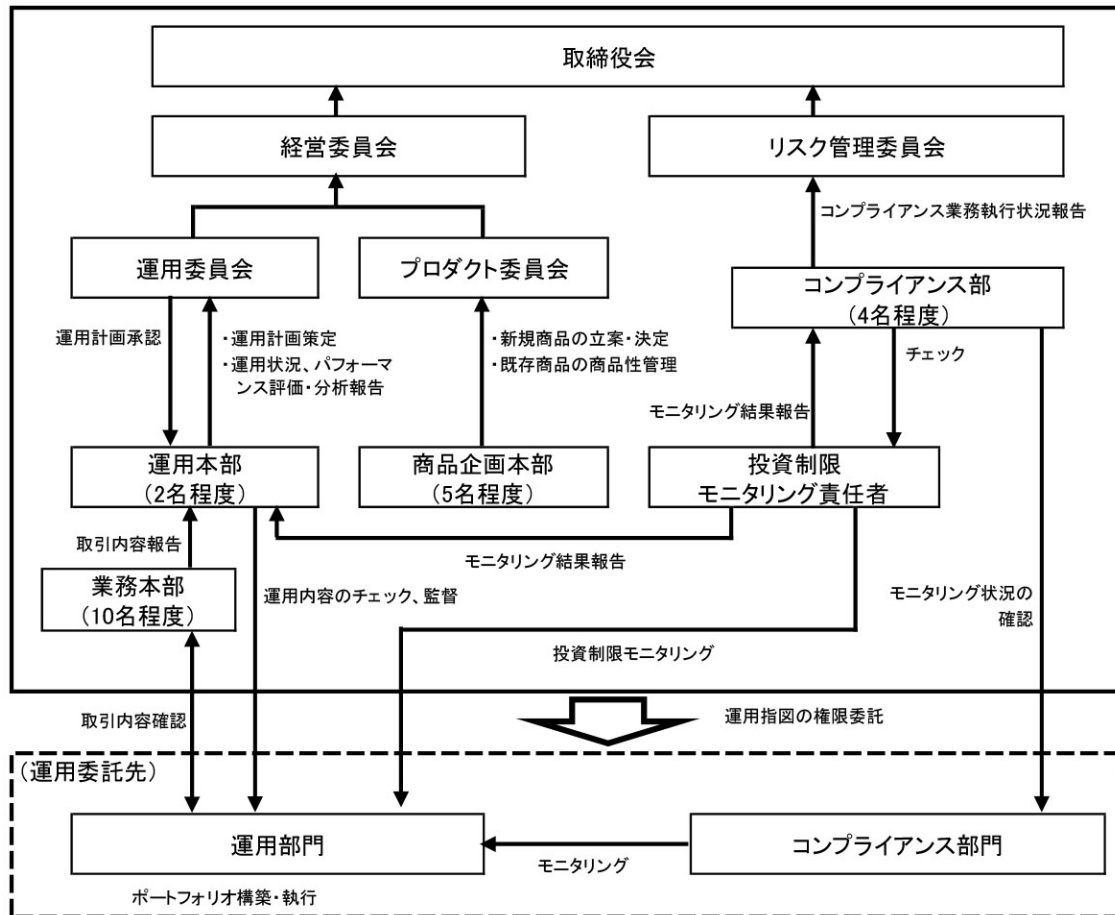 取締役会
経営委員会
リスク管理委員会
コンプライアンス業務執行状況報告
運用委員会
プロダクト委員会
コンプライアンス部
(4名程度)
運用計画承認
・運用計画策定
・運用状況、パフォーマ
ンス評価・分析報告
・新規商品の立案・決定
・既存商品の商品性管理
チェック
モニタリング結果報告
運用本部
(2名程度)
商品企画本部
(5名程度)
投資制限
モニタリング責任者
取引内容報告
モニタリング結果報告
業務本部
(10名程度)
運用内容のチェック、監督
モニタリング状況の
確認
投資制限モニタリング
取引内容確認
運用指図の権限委託
(運用委託先)
運用部門
モニタリング
コンプライアンス部門
ポートフォリオ構築・執行